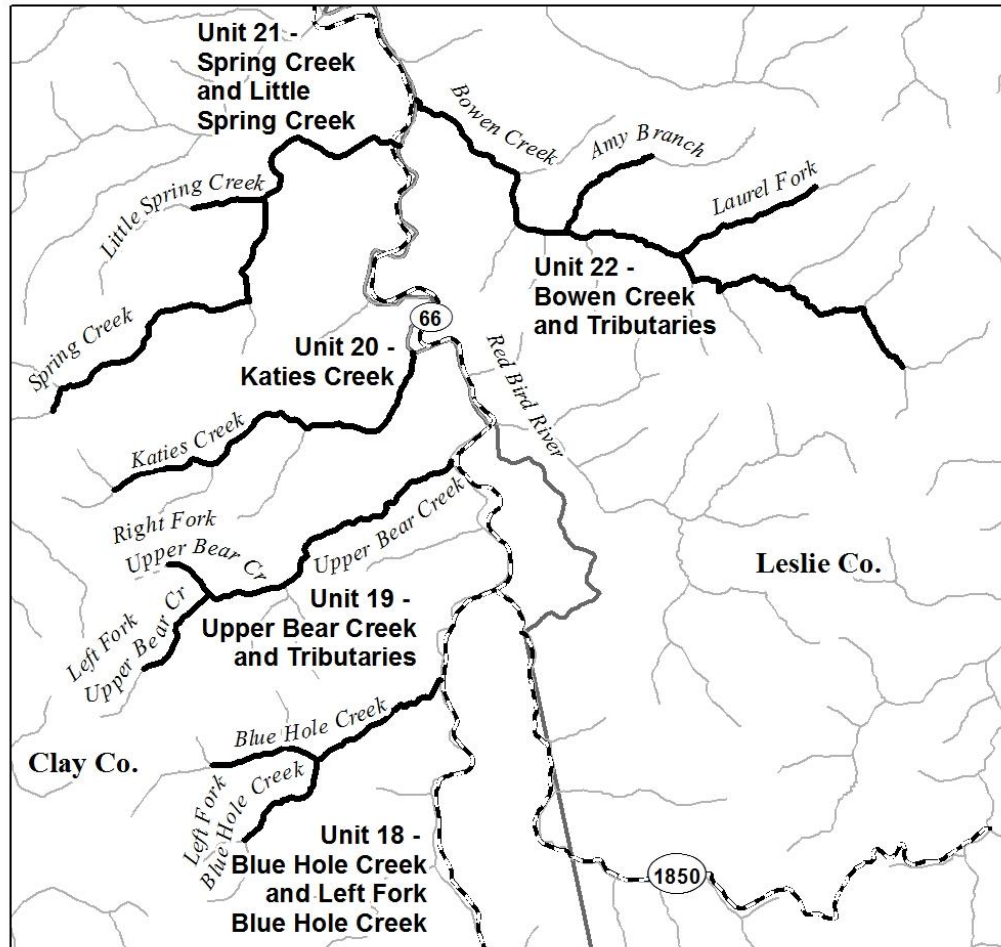 Unit 21 -
Spring Creek
and Little
Spring Creek
Bowen Creek
Amy Branch
Laurel Fork
Little Spring Creek
Unit 22 -
Bowen Creek
and Tributaries
Spring Creek
66
Unit 20 -
Katies Creek
Red Bird River
Katies Creek
Right Fork
Upper Bear Cr
Upper Bear Creek
Leslie Co.
Left Fork
Upper Bear Cr
Unit 19 -
Upper Bear Creek
and Tributaries
Blue Hole Creek
Clay Co.
Left Fork
Blue Hole Creek
Unit 18 -
Blue Hole Creek
and Left Fork
Blue Hole Creek
1850